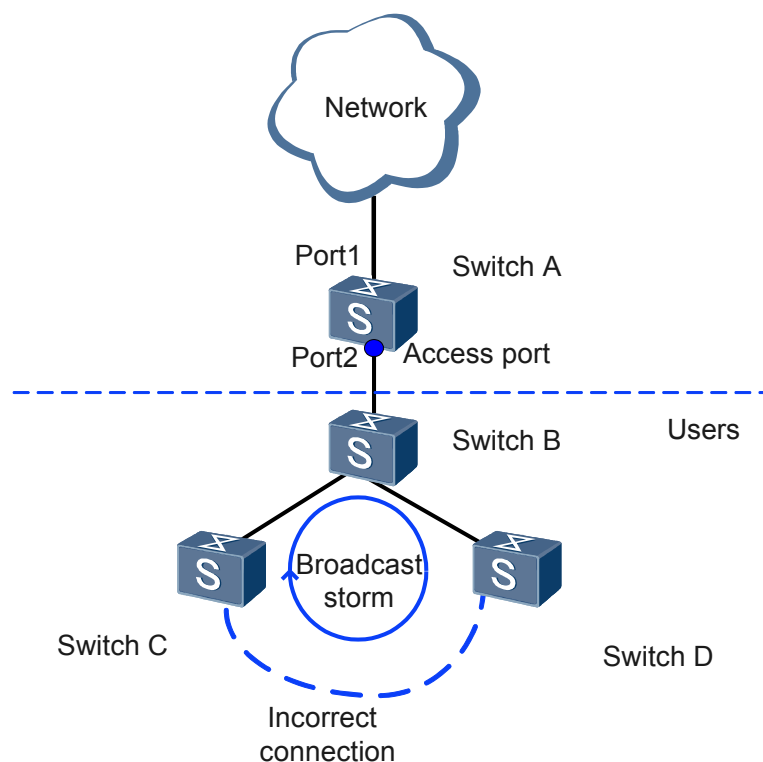 Network
Port1
Switch A
S
Port2
Access port
Switch B
Users
S
Broadcast
storm
S
S
Switch C
Switch D
Incorrect
connection